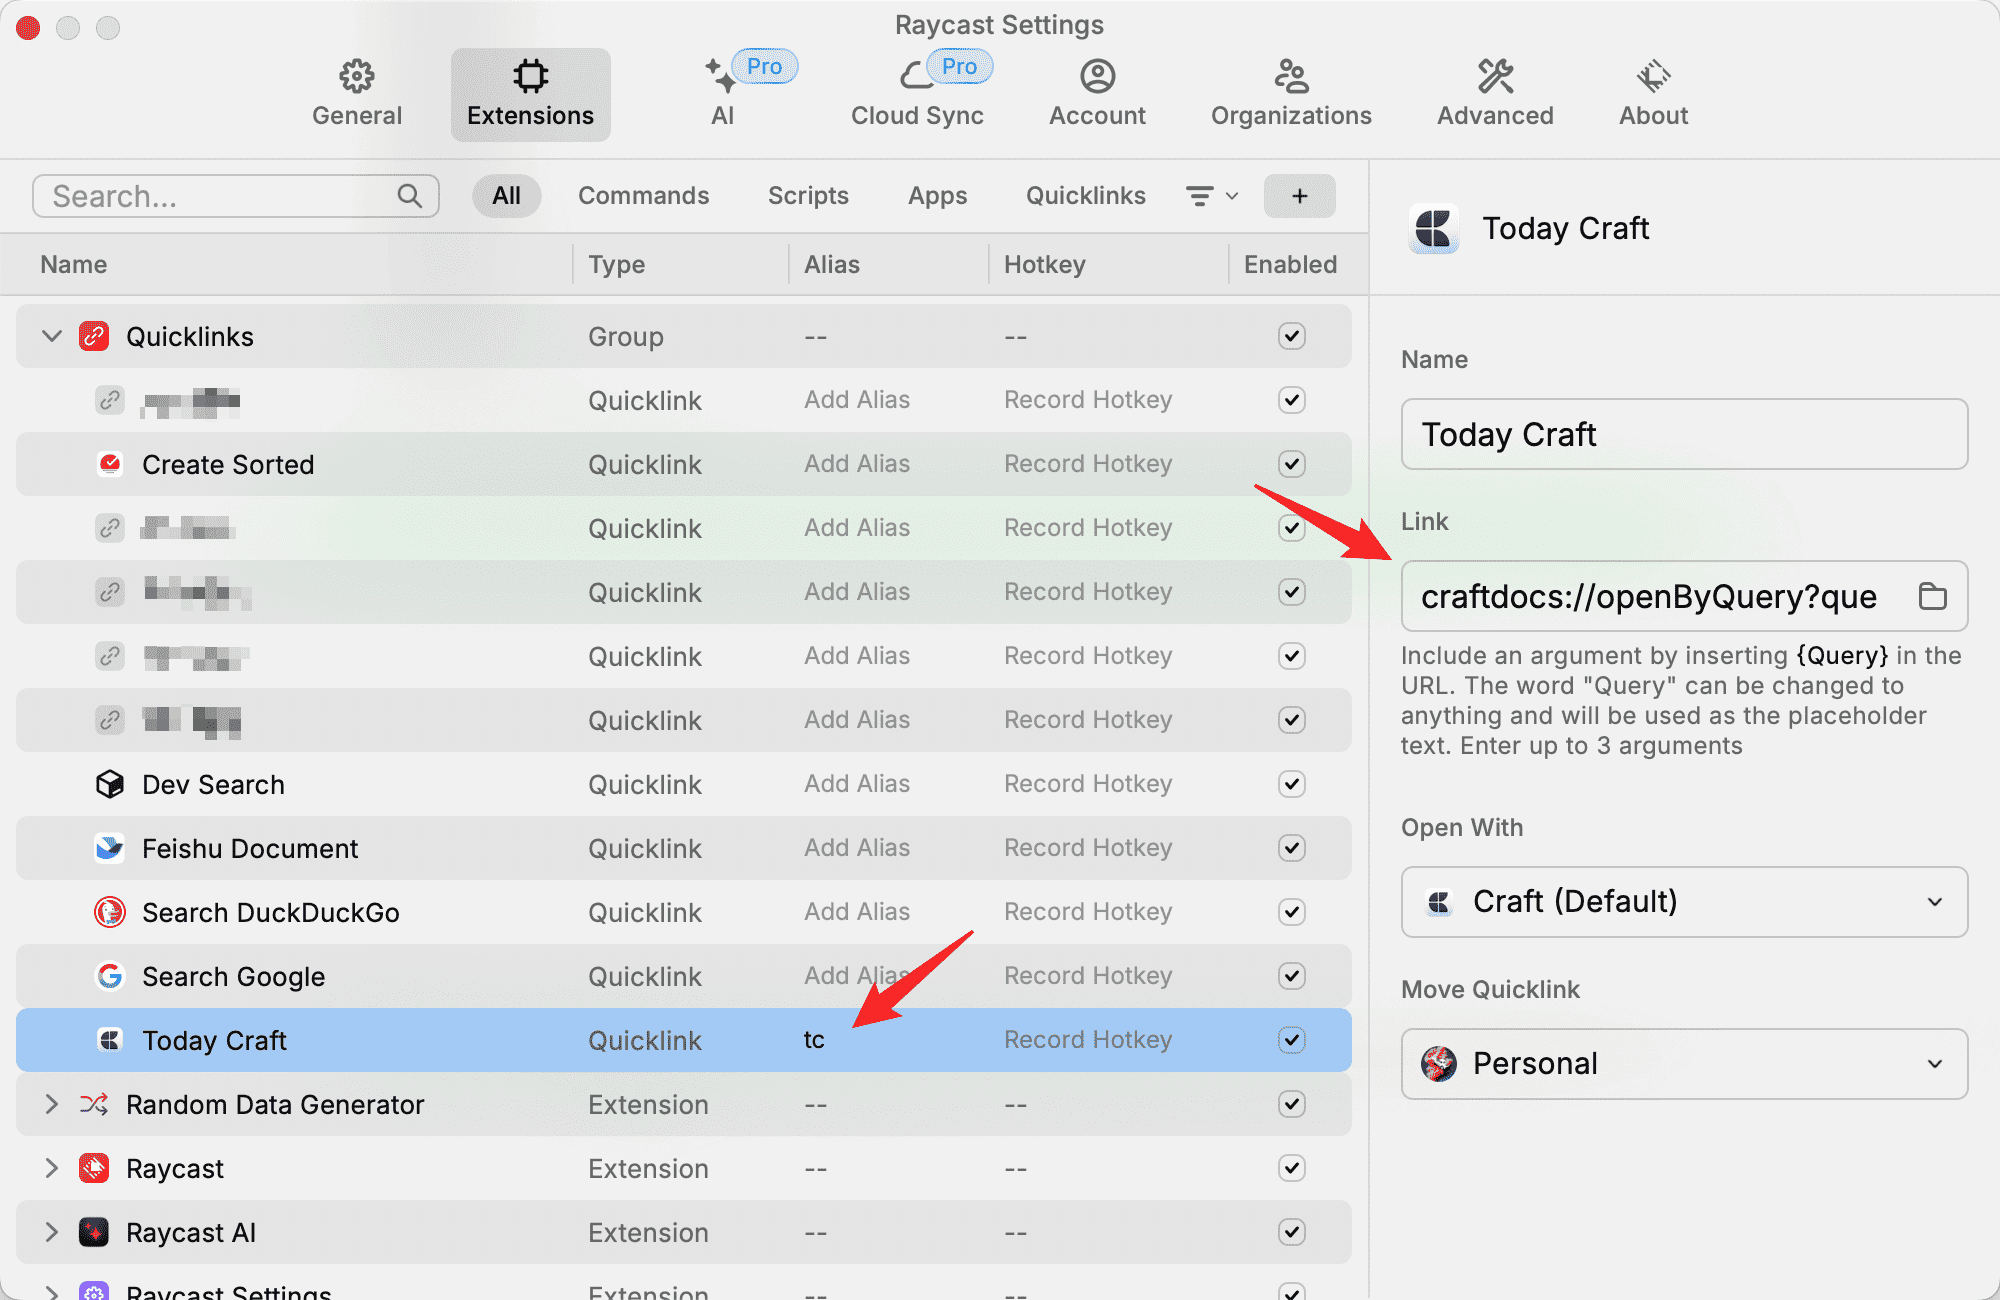 Raycast Settings
General
Extensions
Pro
AI
Pro
Cloud Sync
Account
Organizations
Advanced
About
Search...
All
Commands
Scripts
Apps
Quicklinks
+
Name Type Alias Hotkey Enabled
Quicklinks Group -- --
Quicklink Add Alias Record Hotkey
Create Sorted Quicklink Add Alias Record Hotkey
Quicklink Add Alias Record Hotkey
Quicklink Add Alias Record Hotkey
Quicklink Add Alias Record Hotkey
Quicklink Add Alias Record Hotkey
Dev Search Quicklink Add Alias Record Hotkey
Feishu Document Quicklink Add Alias Record Hotkey
Search DuckDuckGo Quicklink Add Alias Record Hotkey
Search Google Quicklink Add Alias Record Hotkey
Today Craft Quicklink tc Record Hotkey
Random Data Generator Extension -- --
Raycast Extension -- --
Raycast AI Extension -- --
Raycast Settings Extension -- --
Today Craft
Name
Today Craft
Link
craftdocs://openByQuery?que
Include an argument by inserting {Query} in the
URL. The word "Query" can be changed to
anything and will be used as the placeholder
text. Enter up to 3 arguments
Open With
Craft (Default)
Move Quicklink
Personal